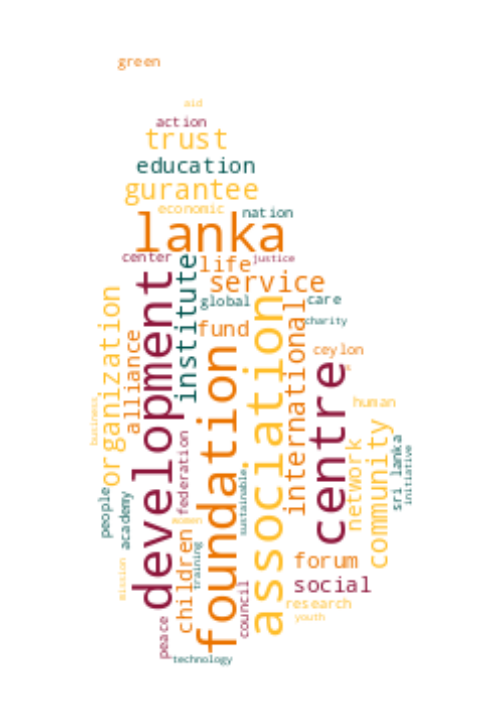 green
aid
action
trust
education
gurantee
economic
nation
lanka
center
life
justice
institute
service
development
global
care
organization
association
international
fund
charity
alliance
foundation
ceylon
centre
business
human
federation
community
network
sri lanka
initiative
people
academy
sustainable
women
children
training
forum
mission
social
council
research
peace
youth
technology